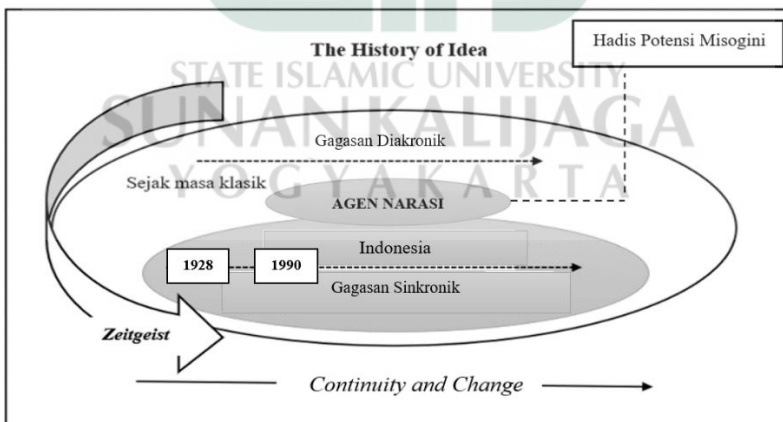 The History of Idea
Hadis Potensi Misogini
STATE ISLAMIC UNIVERSITY
SUNAN KALIJAGA
YOGYAKARTA
Gagasan Diakronik
Sejak masa klasik
AGEN NARASI
Indonesia
1928
1990
Gagasan Sinkronik
Zeitgeist
Continuity and Change